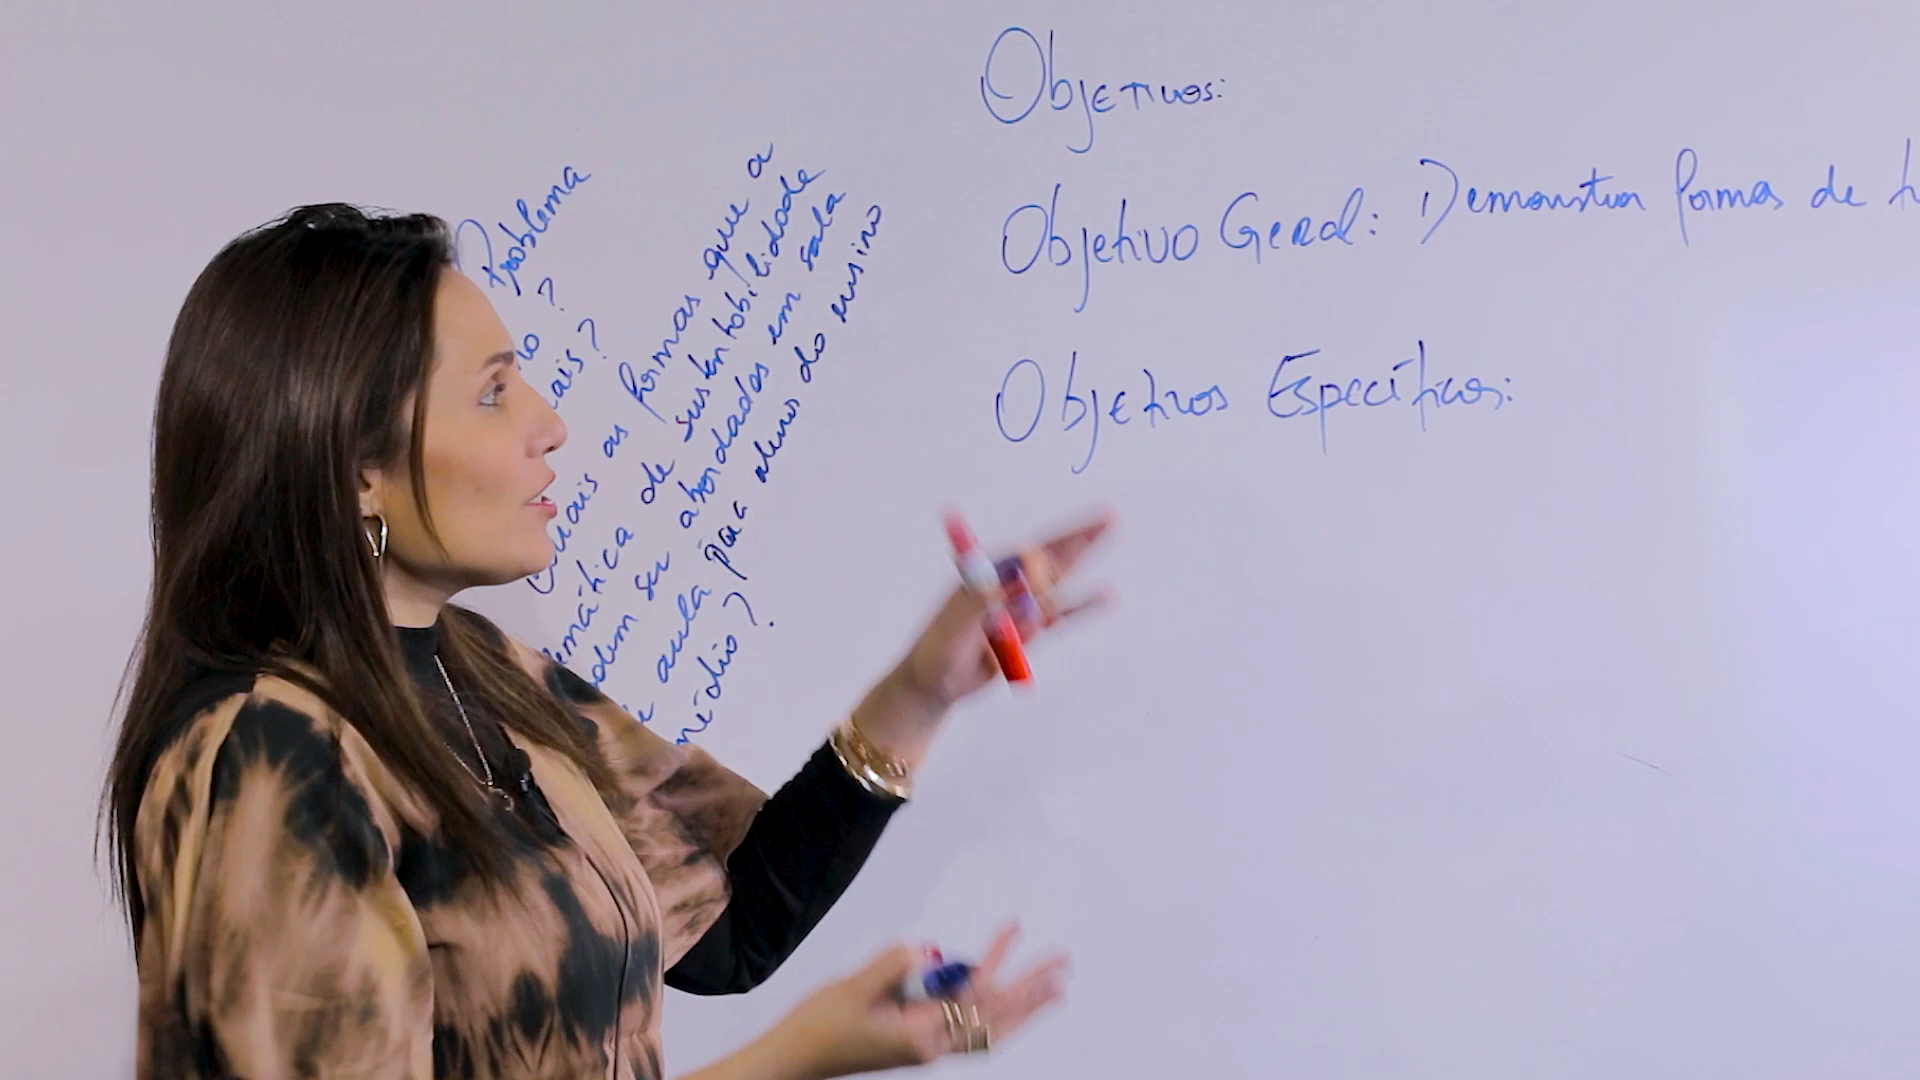 Problema
?
ais?
Quais as formas que a
temática de sustentabilidade
podem ser abordadas em sala
de aula para alunos do ensino
médio?
Objetivos:
Objetivo Geral: Demonstrar formas de
Objetivos Específicos: